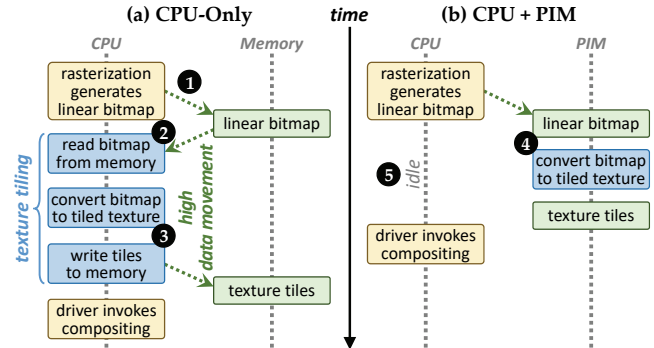 (a) CPU-Only
time
(b) CPU + PIM
CPU
Memory
CPU
PIM
rasterization
generates
linear bitmap
1
linear bitmap
2
read bitmap
from memory
convert bitmap
to tiled texture
3
write tiles
to memory
texture tiling
high
data movement
texture tiles
driver invokes
compositing
rasterization
generates
linear bitmap
linear bitmap
4
convert bitmap
to tiled texture
5
idle
texture tiles
driver invokes
compositing